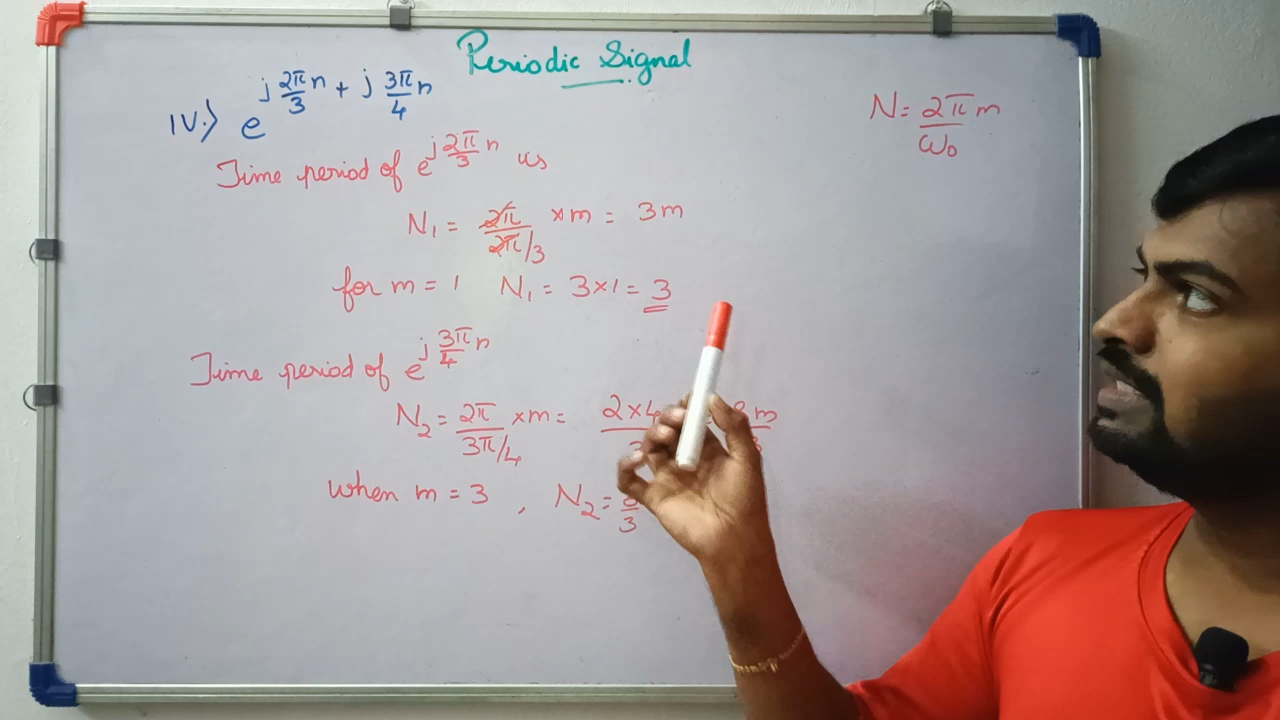 Periodic Signal
IV.) e^(j 2π/3 n + j 3π/4 n)
N = 2π/ω₀ m
Time period of e^(j 2π/3 n) is
N₁ = 2π/(2π/3) × m = 3m
for m = 1 N₁ = 3×1 = 3
Time period of e^(j 3π/4 n)
N₂ = 2π/(3π/4) × m = 2×4
when m = 3 , N₂ =